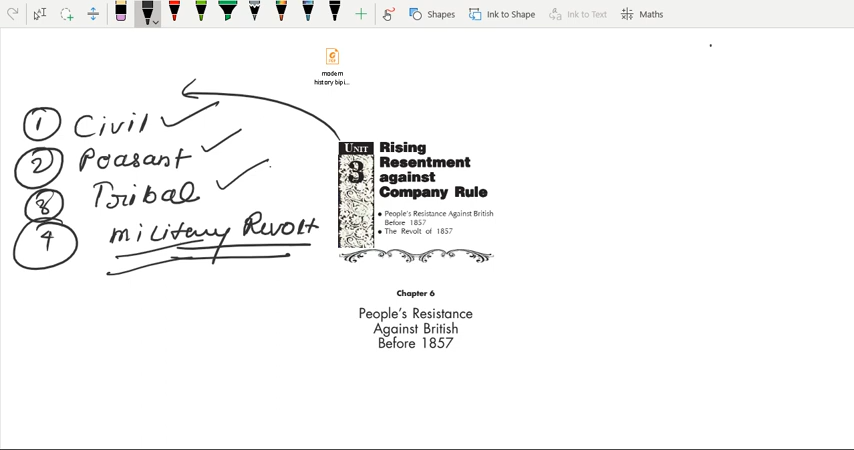 Shapes
Ink to Shape
Ink to Text
Maths
modern
history bipi...
1 Civil
2 Poasant
3 Tribal
4 military Revolt
UNIT
3
Rising
Resentment
against
Company Rule
• People's Resistance Against British
Before 1857
• The Revolt of 1857
Chapter 6
People's Resistance
Against British
Before 1857